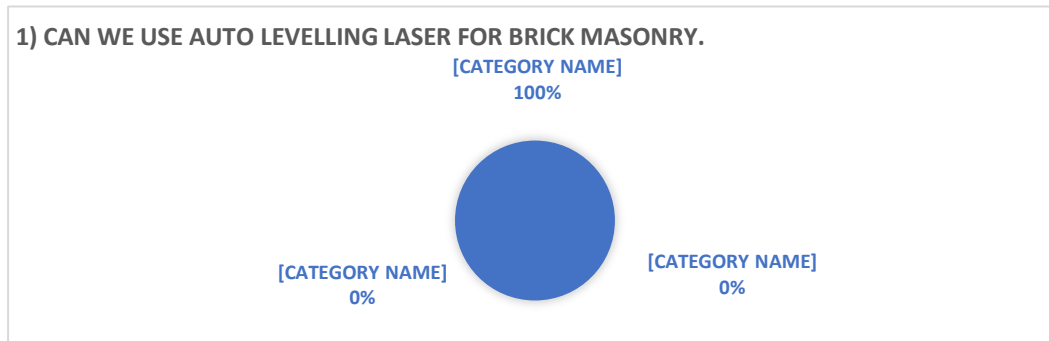 1) CAN WE USE AUTO LEVELLING LASER FOR BRICK MASONRY.
[CATEGORY NAME]
100%
[CATEGORY NAME]
0%
[CATEGORY NAME]
0%